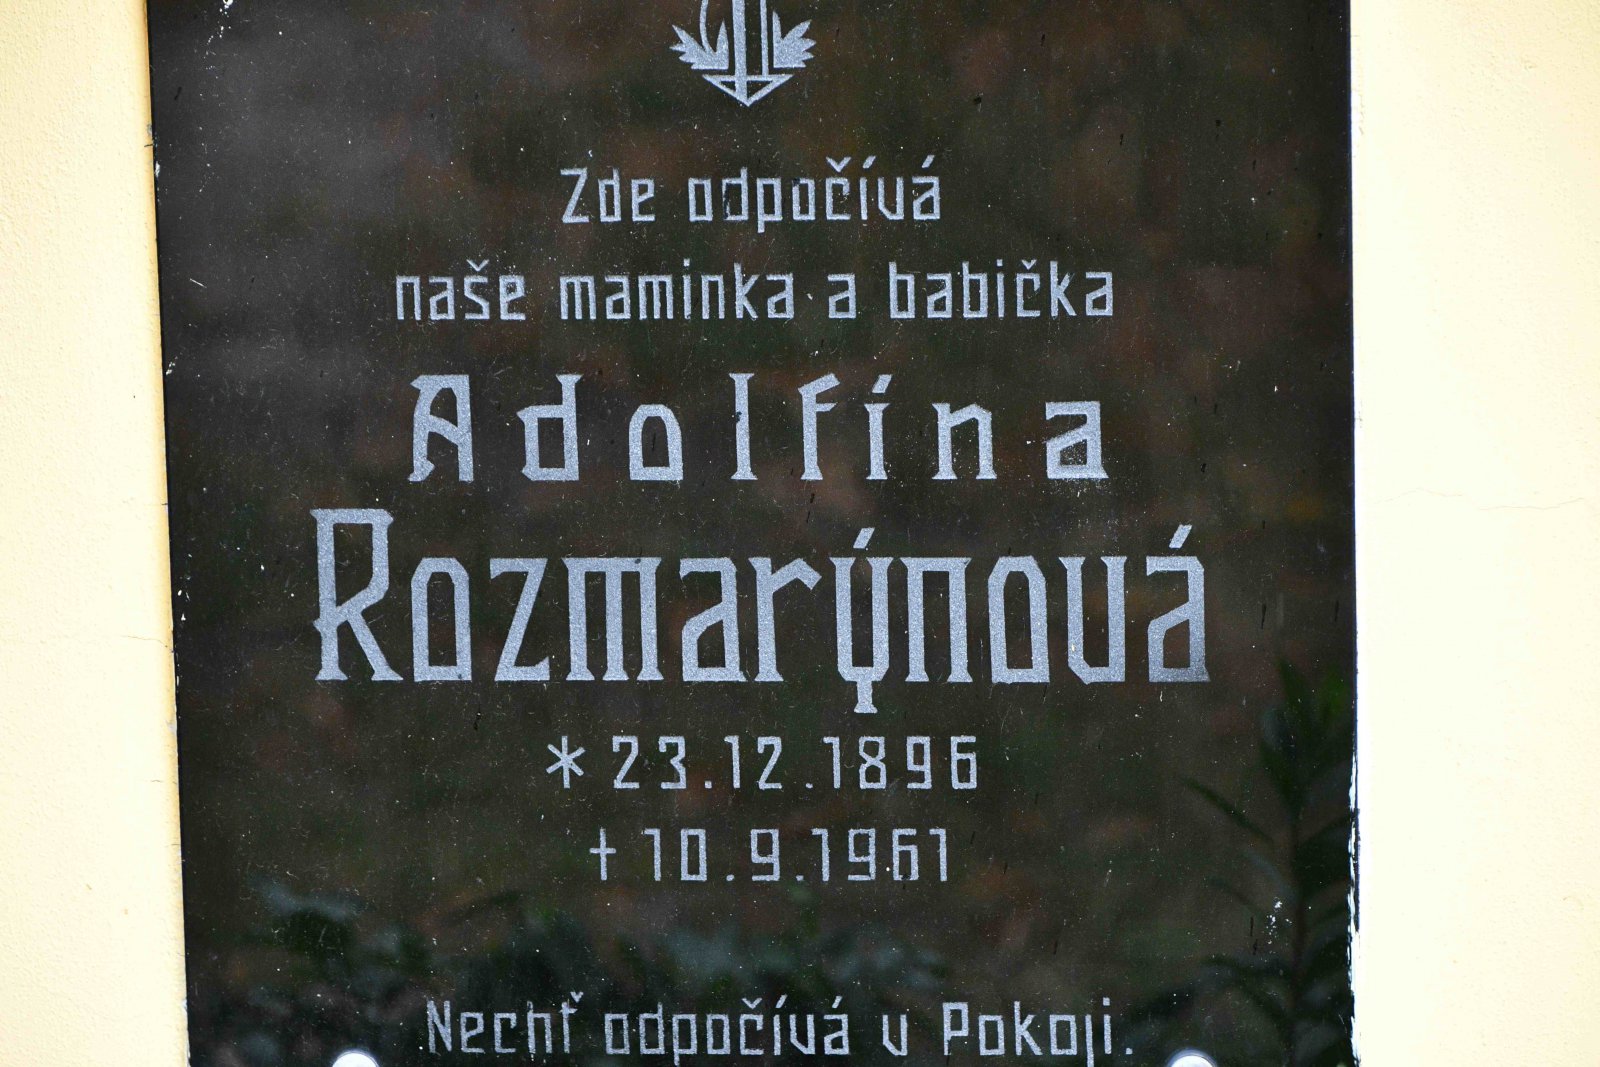 Zde odpočívá
naše maminka a babička
Adolfína
Rozmarýnová
* 23.12.1896
† 10.9.1961
Nechť odpočívá v Pokoji.